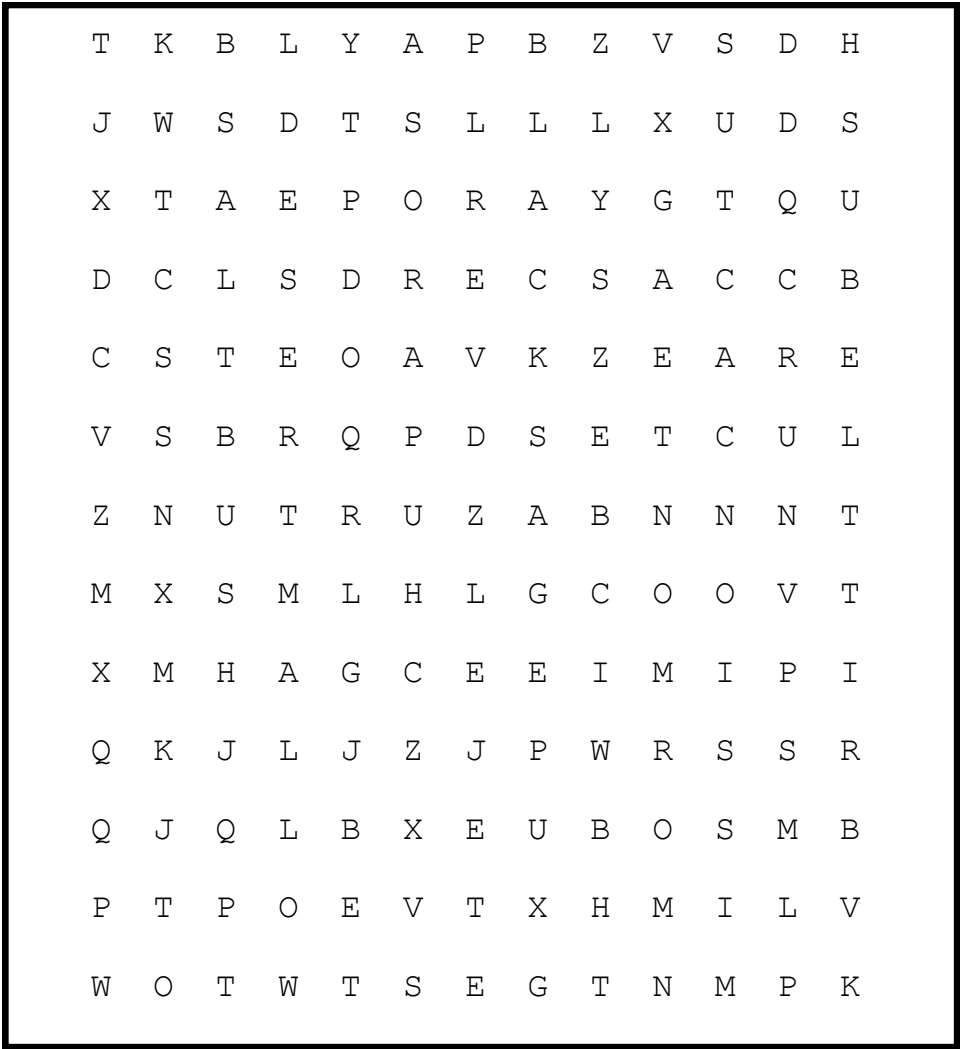 T K B L Y A P B Z V S D H
J W S D T S L L L X U D S
X T A E P O R A Y G T Q U
D C L S D R E C S A C C B
C S T E O A V K Z E A R E
V S B R Q P D S E T C U L
Z N U T R U Z A B N N N T
M X S M L H L G C O O V T
X M H A G C E E I M I P I
Q K J L J Z J P W R S S R
Q J Q L B X E U B O S M B
P T P O E V T X H M I L V
W O T W T S E G T N M P K